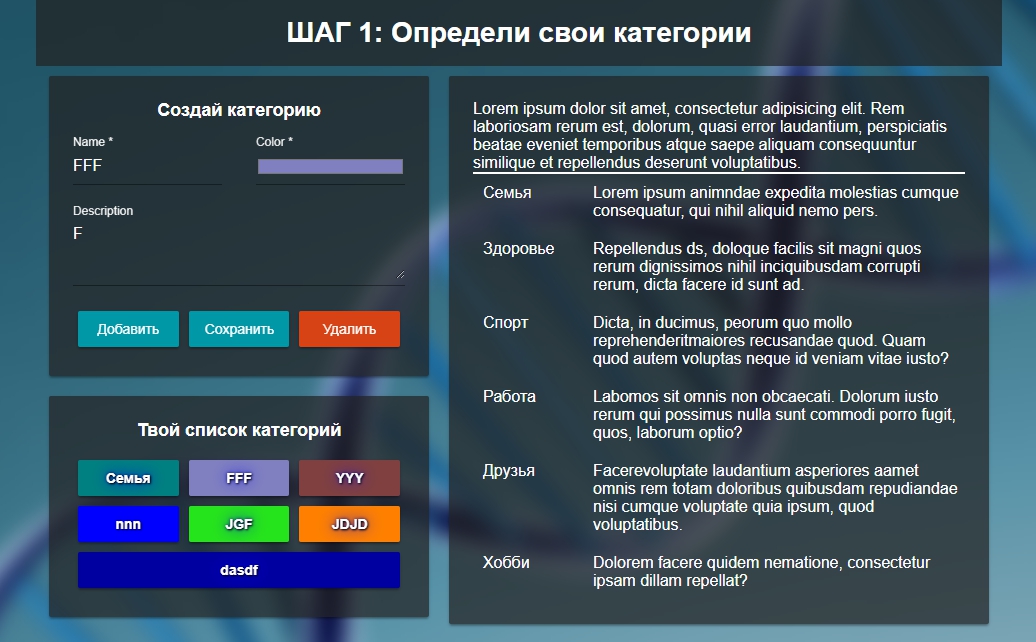 ШАГ 1: Определи свои категории
Создай категорию
Name *
Color *
FFF
Description
F
Добавить
Сохранить
Удалить
Твой список категорий
Семья
FFF
YYY
nnn
JGF
JDJD
dasdf
Lorem ipsum dolor sit amet, consectetur adipisicing elit. Rem
laboriosam rerum est, dolorum, quasi error laudantium, perspiciatis
beatae eveniet temporibus atque saepe aliquam consequuntur
similique et repellendus deserunt voluptatibus.
Семья
Lorem ipsum animndae expedita molestias cumque
consequatur, qui nihil aliquid nemo pers.
Здоровье
Repellendus ds, doloque facilis sit magni quos
rerum dignissimos nihil inciquibusdam corrupti
rerum, dicta facere id sunt ad.
Спорт
Dicta, in ducimus, peorum quo mollo
reprehenderitmaiores recusandae quod. Quam
quod autem voluptas neque id veniam vitae iusto?
Работа
Labomos sit omnis non obcaecati. Dolorum iusto
rerum qui possimus nulla sunt commodi porro fugit,
quos, laborum optio?
Друзья
Facerevoluptate laudantium asperiores aamet
omnis rem totam doloribus quibusdam repudiandae
nisi cumque voluptate quia ipsum, quod
voluptatibus.
Хобби
Dolorem facere quidem nematione, consectetur
ipsam dillam repellat?